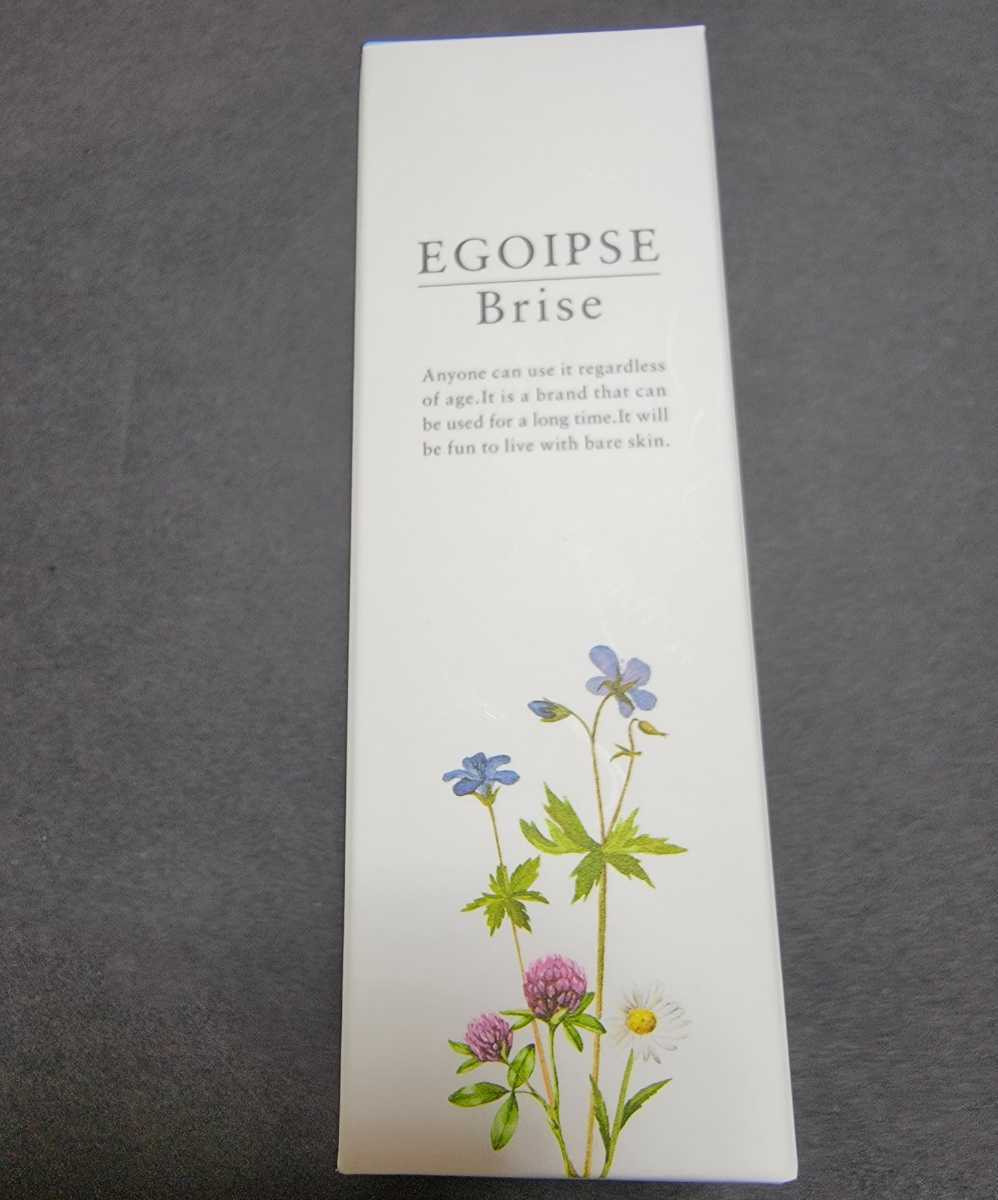 EGOIPSE
Brise
Anyone can use it regardless
of age.It is a brand that can
be used for a long time.It will
be fun to live with bare skin.